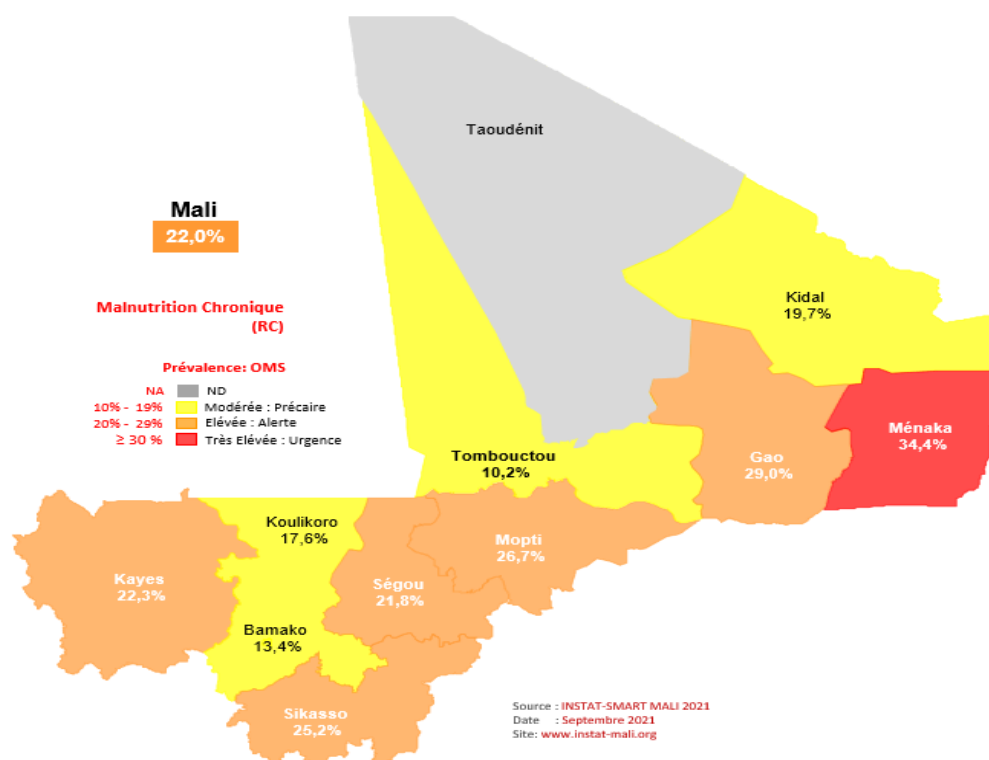 Taoudénit
Mali
22,0%
Kidal
19,7%
Malnutrition Chronique
(RC)
Prévalence: OMS
NA ND
10% - 19% Modérée : Précaire
20% - 29% Elévée : Alerte
≥ 30 % Très Elévée : Urgence
Ménaka
34,4%
Tombouctou
10,2%
Gao
29,0%
Koulikoro
17,6%
Mopti
26,7%
Kayes
22,3%
Ségou
21,8%
Bamako
13,4%
Sikasso
25,2%
Source : INSTAT-SMART MALI 2021
Date : Septembre 2021
Site: www.instat-mali.org